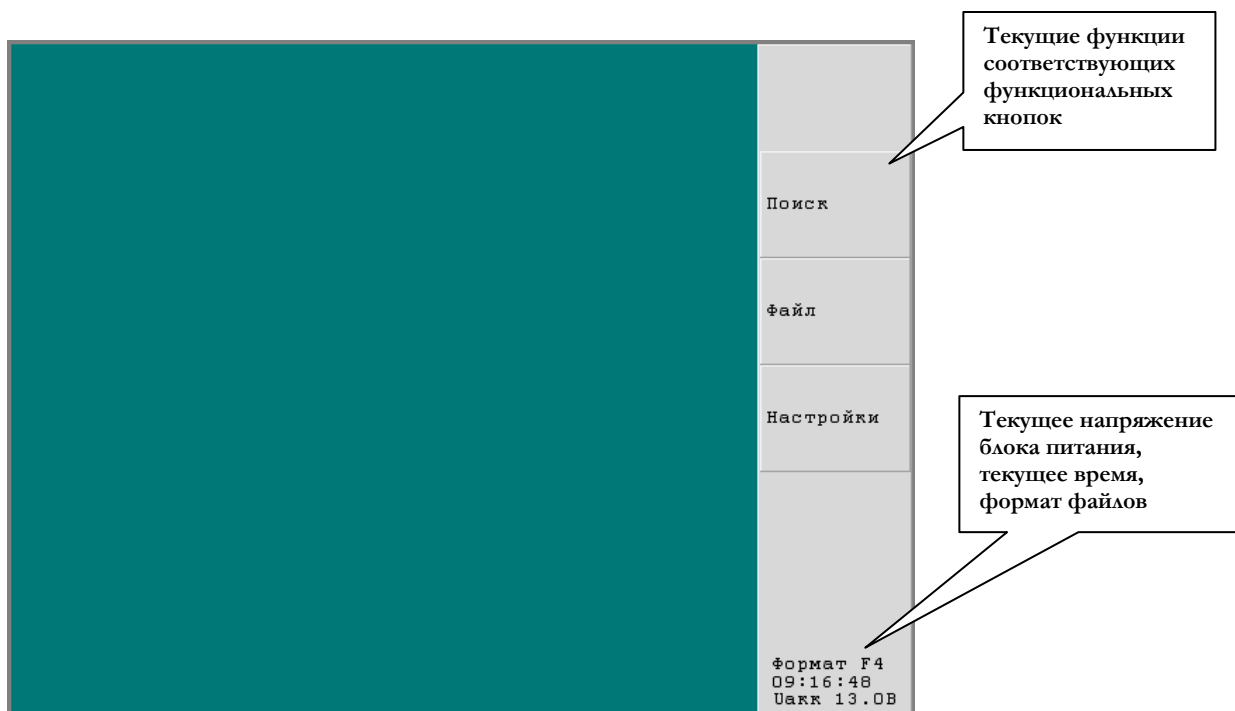 Текущие функции
соответствующих
функциональных
кнопок
Поиск
Файл
Настройки
Текущее напряжение
блока питания,
текущее время,
формат файлов
Формат F4
09:16:48
Uакк 13.0В